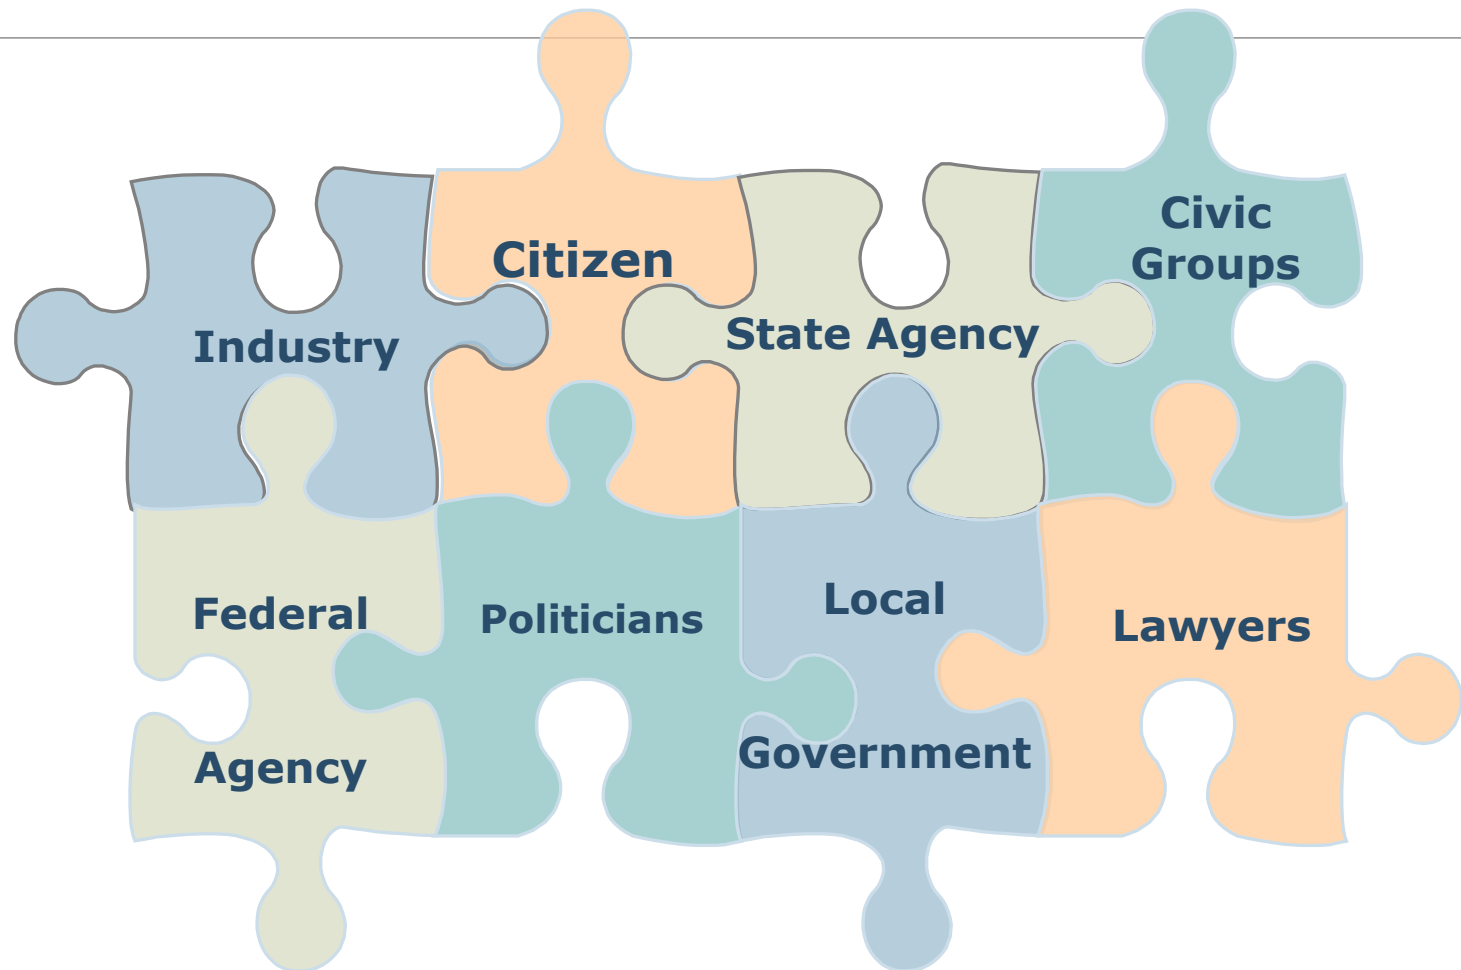 Industry
Citizen
State Agency
Civic
Groups
Federal
Agency
Politicians
Local
Government
Lawyers